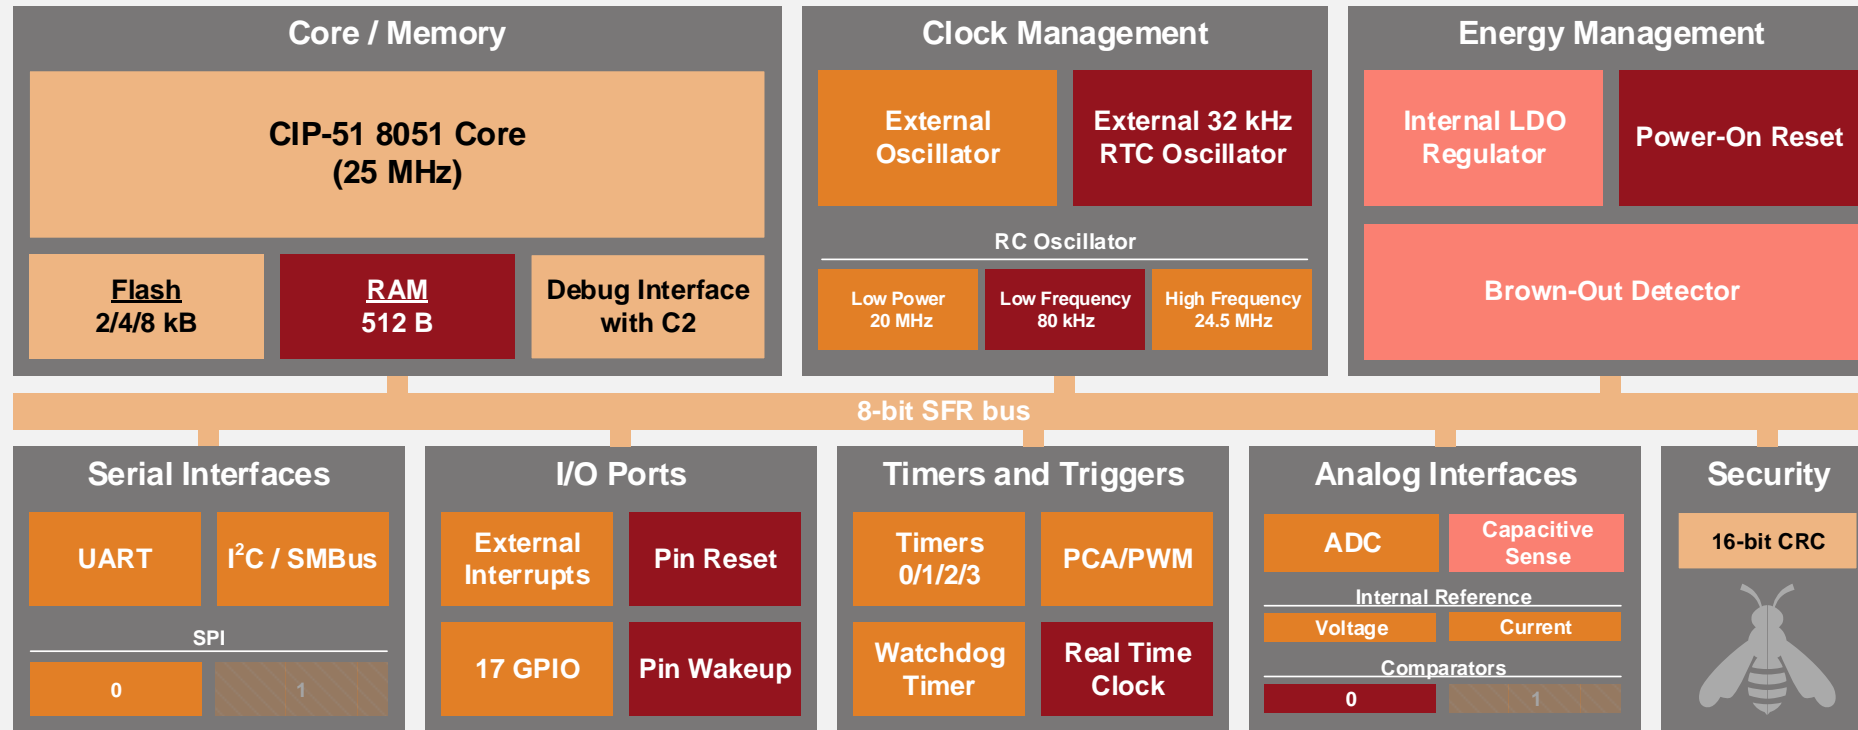 Core / Memory
CIP-51 8051 Core
(25 MHz)
Flash
2/4/8 kB
RAM
512 B
Debug Interface
with C2
Clock Management
External
Oscillator
External 32 kHz
RTC Oscillator
RC Oscillator
Low Power
20 MHz
Low Frequency
80 kHz
High Frequency
24.5 MHz
Energy Management
Internal LDO
Regulator
Power-On Reset
Brown-Out Detector
8-bit SFR bus
Serial Interfaces
UART
I²C / SMBus
SPI
0
1
I/O Ports
External
Interrupts
Pin Reset
17 GPIO
Pin Wakeup
Timers and Triggers
Timers
0/1/2/3
PCA/PWM
Watchdog
Timer
Real Time
Clock
Analog Interfaces
ADC
Capacitive
Sense
Internal Reference
Voltage
Current
Comparators
0
1
Security
16-bit CRC